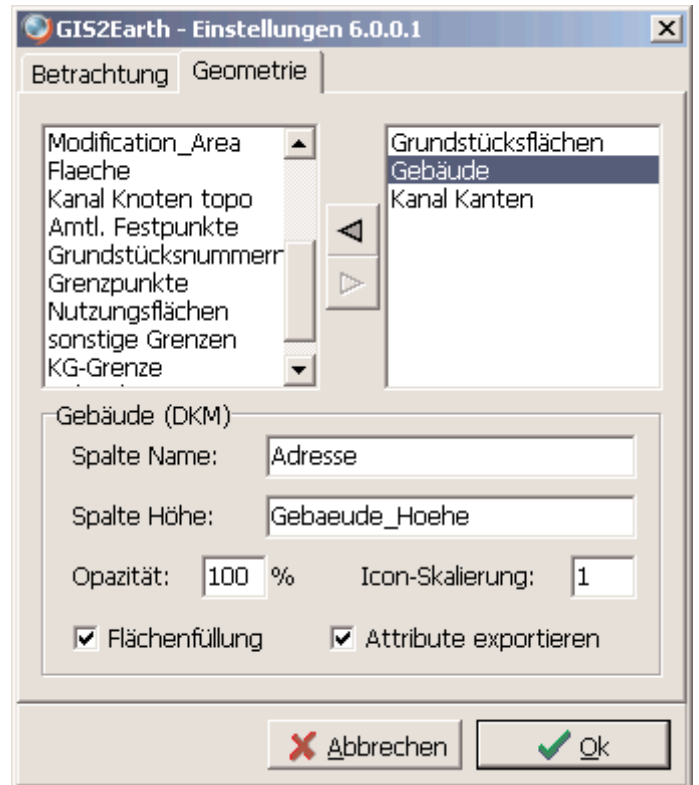 GIS2Earth - Einstellungen 6.0.0.1
Betrachtung Geometrie
Modification_Area
Flaeche
Kanal Knoten topo
Amtl. Festpunkte
Grundstücksnummern
Grenzpunkte
Nutzungsflächen
sonstige Grenzen
KG-Grenze
Grundstücksflächen
Gebäude
Kanal Kanten
Gebäude (DKM)
Spalte Name: Adresse
Spalte Höhe: Gebaeude_Hoehe
Opazität: 100 % Icon-Skalierung: 1
Flächenfüllung Attribute exportieren
Abbrechen Ok